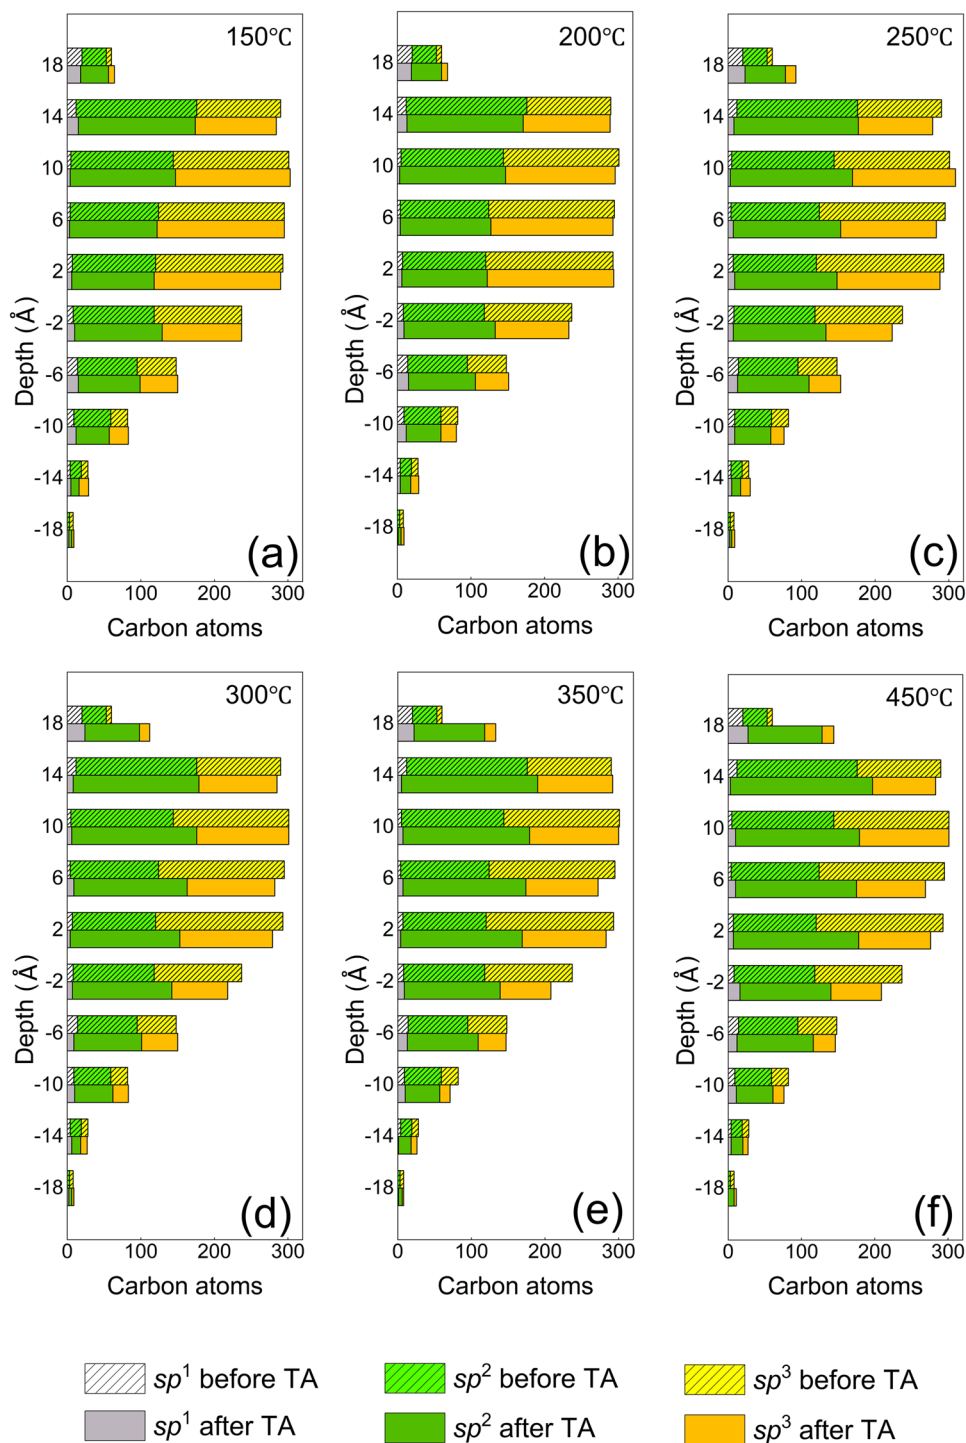 150℃
18
14
10
6
2
-2
-6
-10
-14
-18
Depth (Å)
(a)
0 100 200 300
Carbon atoms
200℃
18
14
10
6
2
-2
-6
-10
-14
-18
Depth (Å)
(b)
0 100 200 300
Carbon atoms
250℃
18
14
10
6
2
-2
-6
-10
-14
-18
Depth (Å)
(c)
0 100 200 300
Carbon atoms
300℃
18
14
10
6
2
-2
-6
-10
-14
-18
Depth (Å)
(d)
0 100 200 300
Carbon atoms
350℃
18
14
10
6
2
-2
-6
-10
-14
-18
Depth (Å)
(e)
0 100 200 300
Carbon atoms
450℃
18
14
10
6
2
-2
-6
-10
-14
-18
Depth (Å)
(f)
0 100 200 300
Carbon atoms
sp¹ before TA
sp² before TA
sp³ before TA
sp¹ after TA
sp² after TA
sp³ after TA